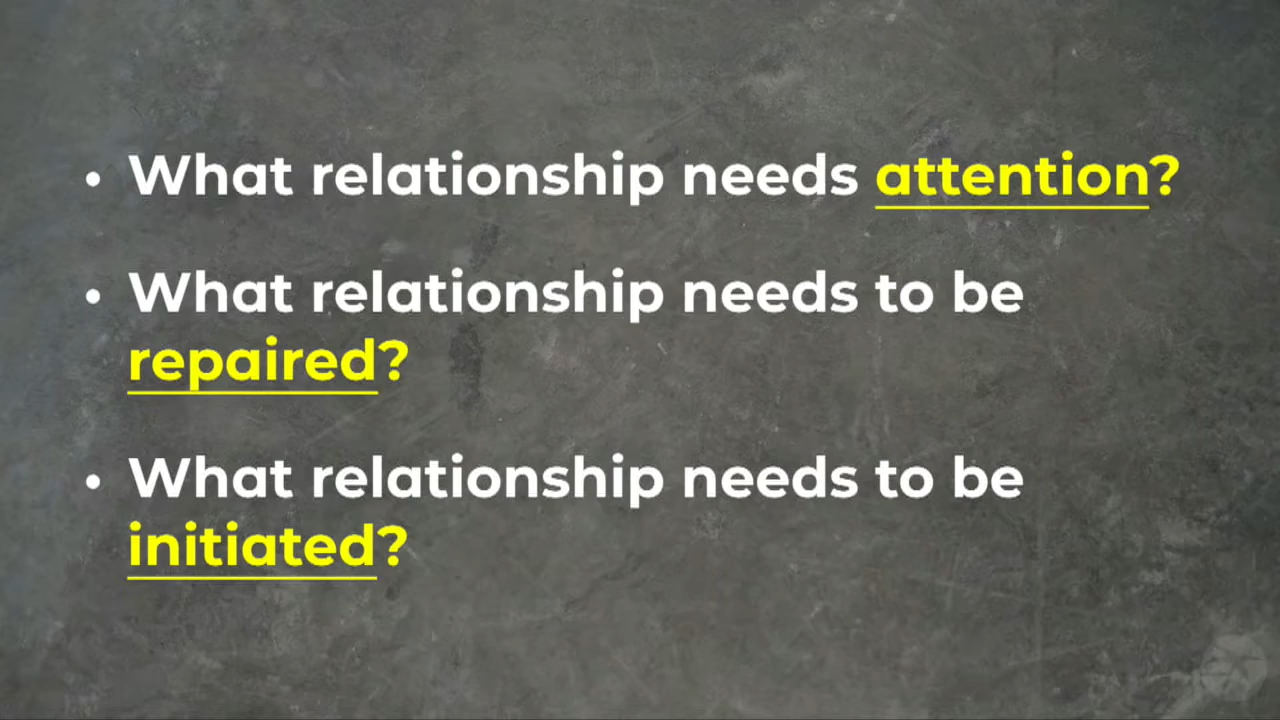 • What relationship needs attention?
• What relationship needs to be
repaired?
• What relationship needs to be
initiated?